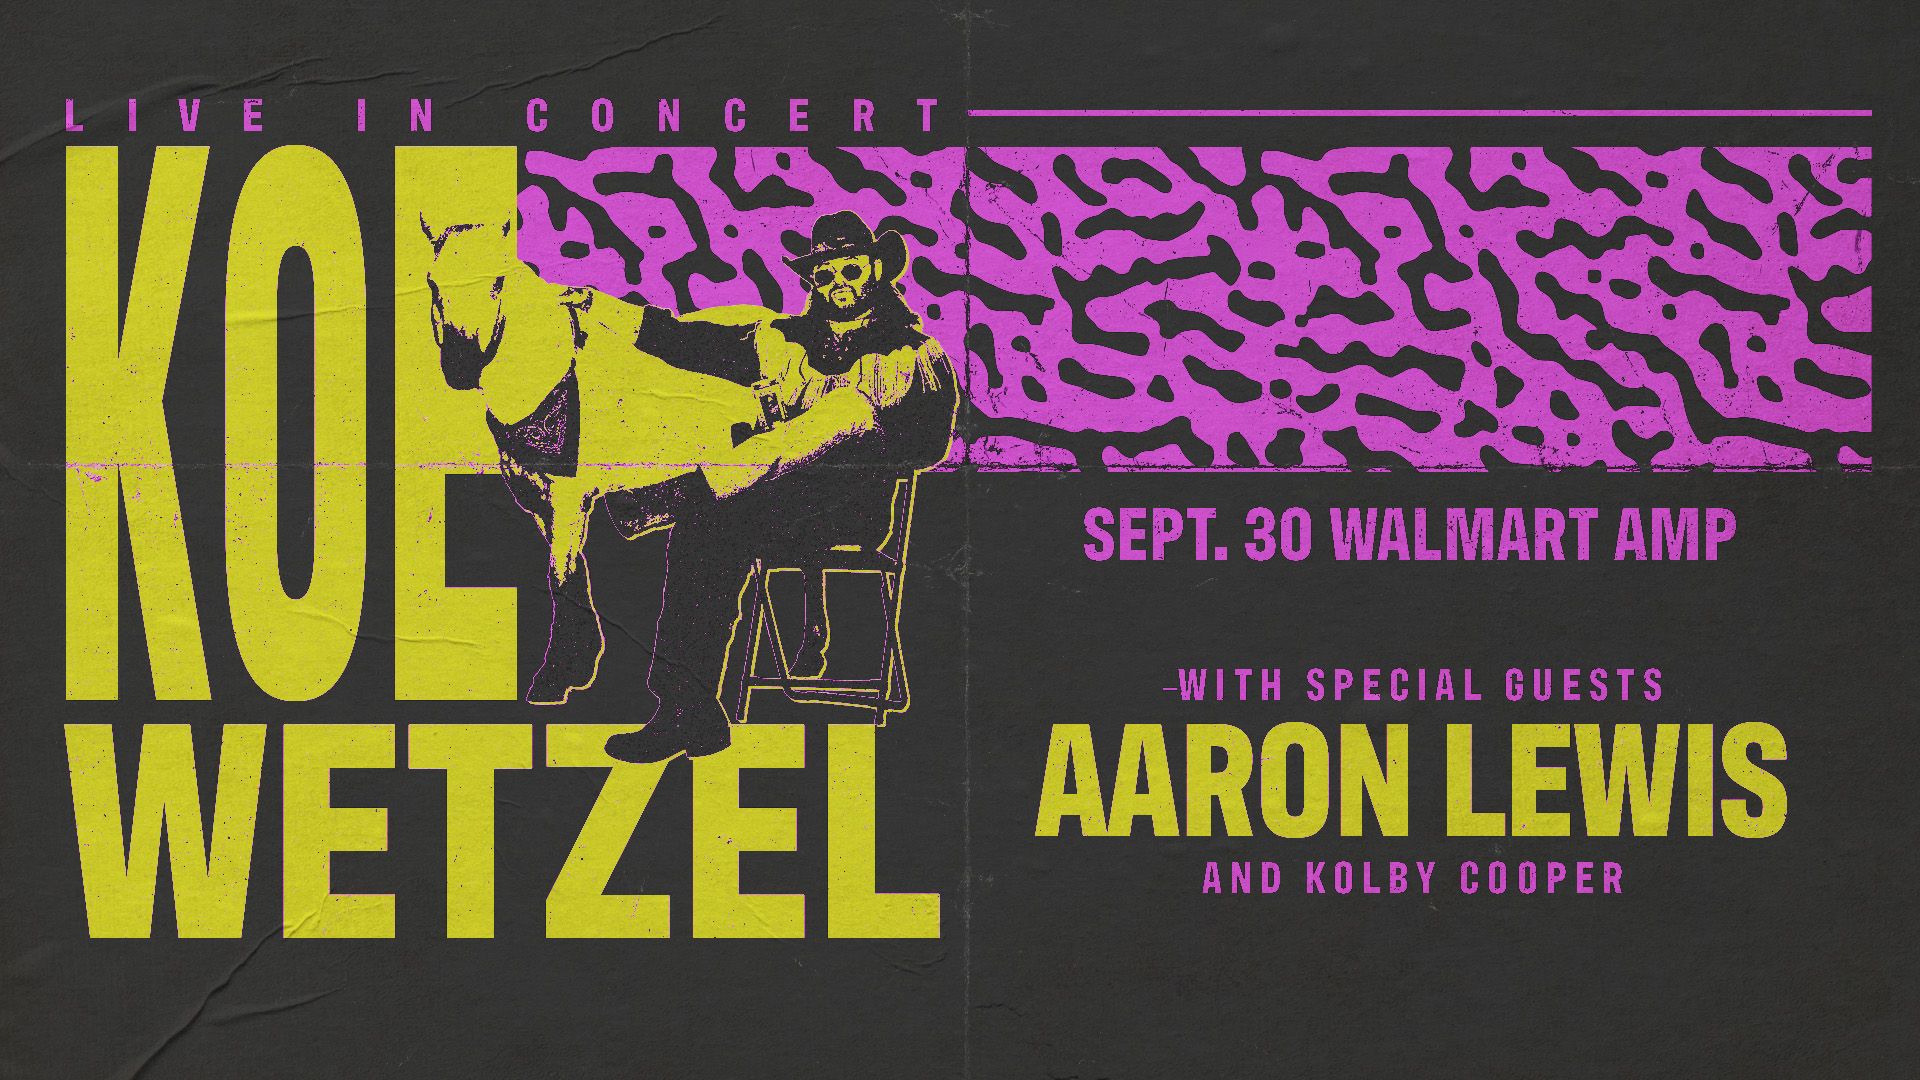 LIVE IN CONCERT
KOE
WETZEL
SEPT. 30 WALMART AMP
–WITH SPECIAL GUESTS
AARON LEWIS
AND KOLBY COOPER